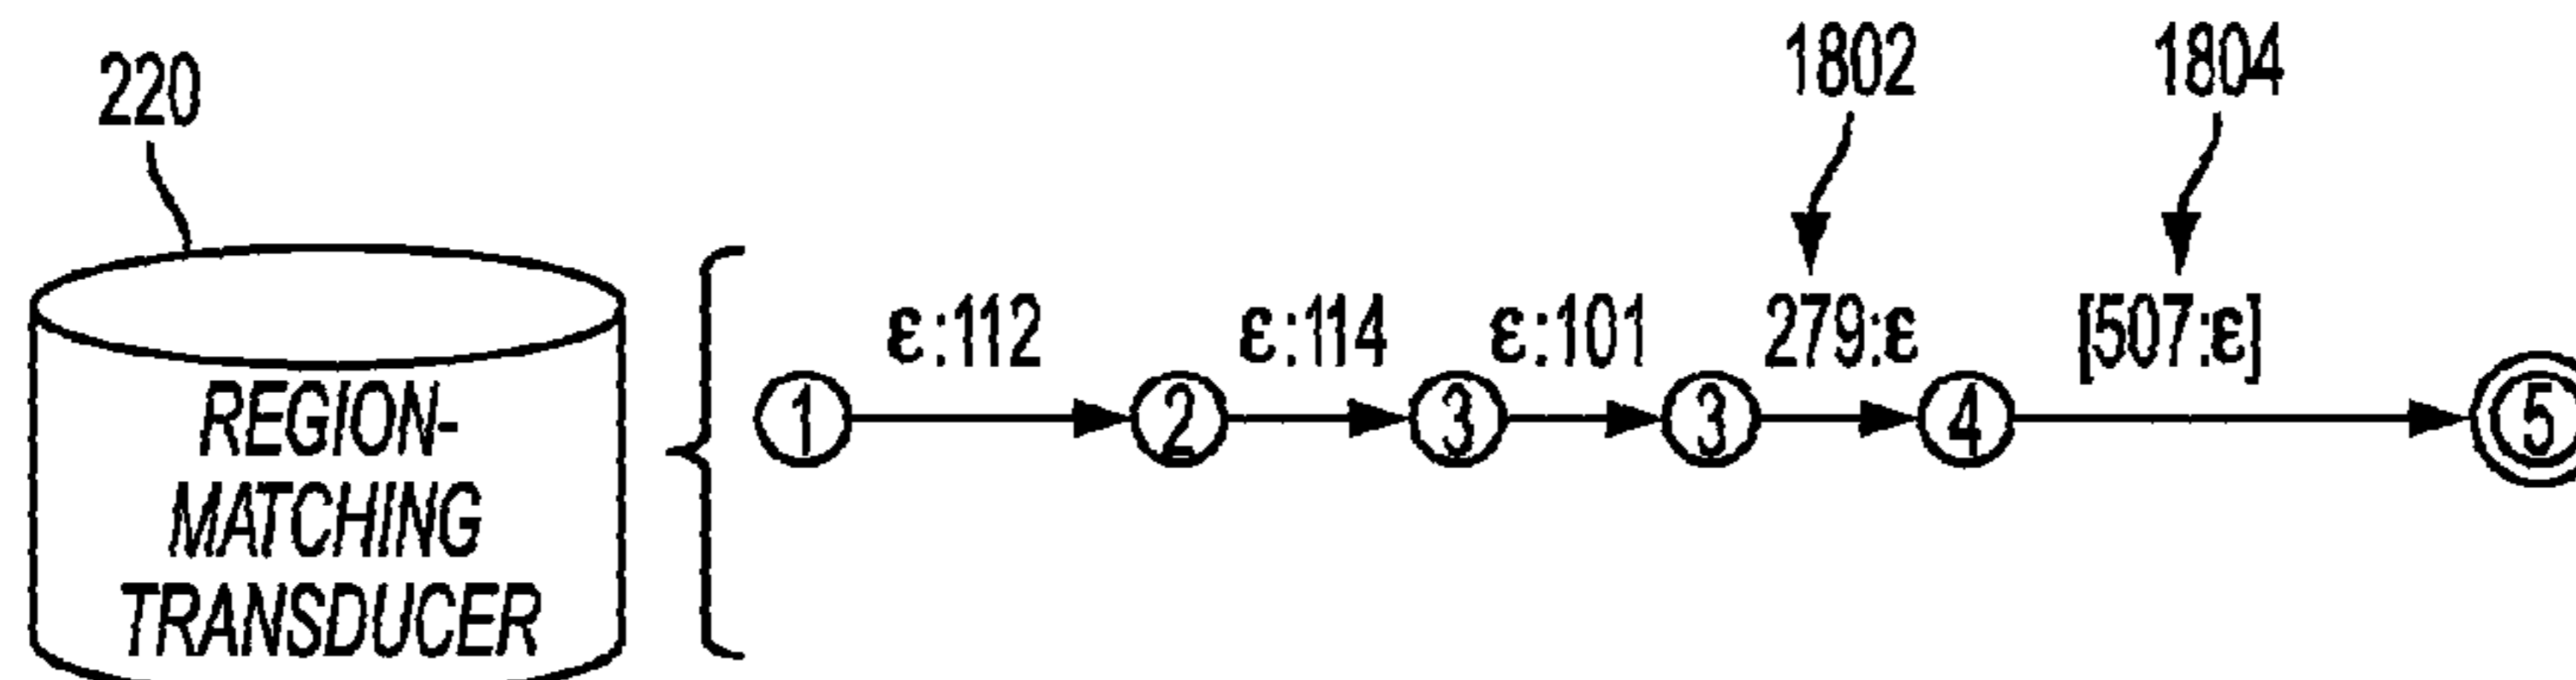 220
1802
1804
ε:112
ε:114
ε:101
279:ε
[507:ε]
1
2
3
3
4
5
REGION-
MATCHING
TRANSDUCER